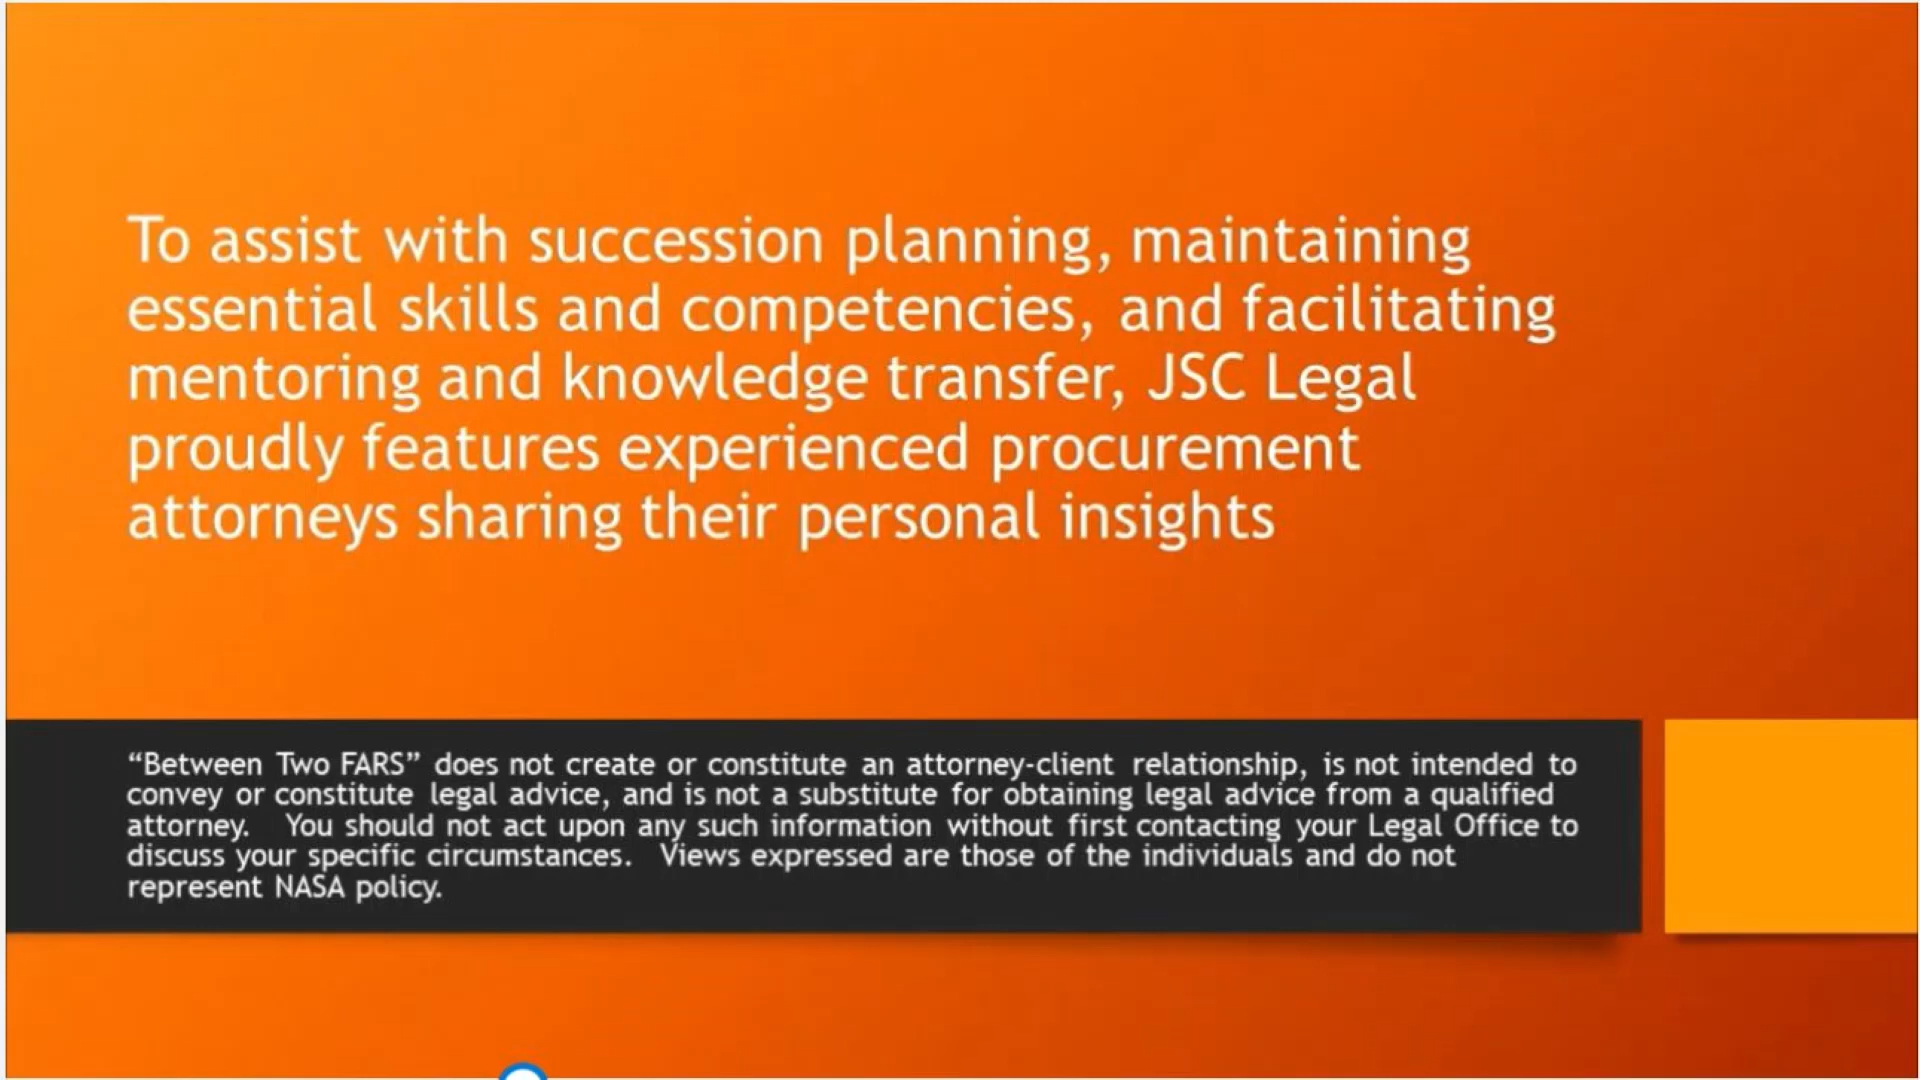 To assist with succession planning, maintaining
essential skills and competencies, and facilitating
mentoring and knowledge transfer, JSC Legal
proudly features experienced procurement
attorneys sharing their personal insights
“Between Two FARS” does not create or constitute an attorney-client relationship, is not intended to
convey or constitute legal advice, and is not a substitute for obtaining legal advice from a qualified
attorney. You should not act upon any such information without first contacting your Legal Office to
discuss your specific circumstances. Views expressed are those of the individuals and do not
represent NASA policy.